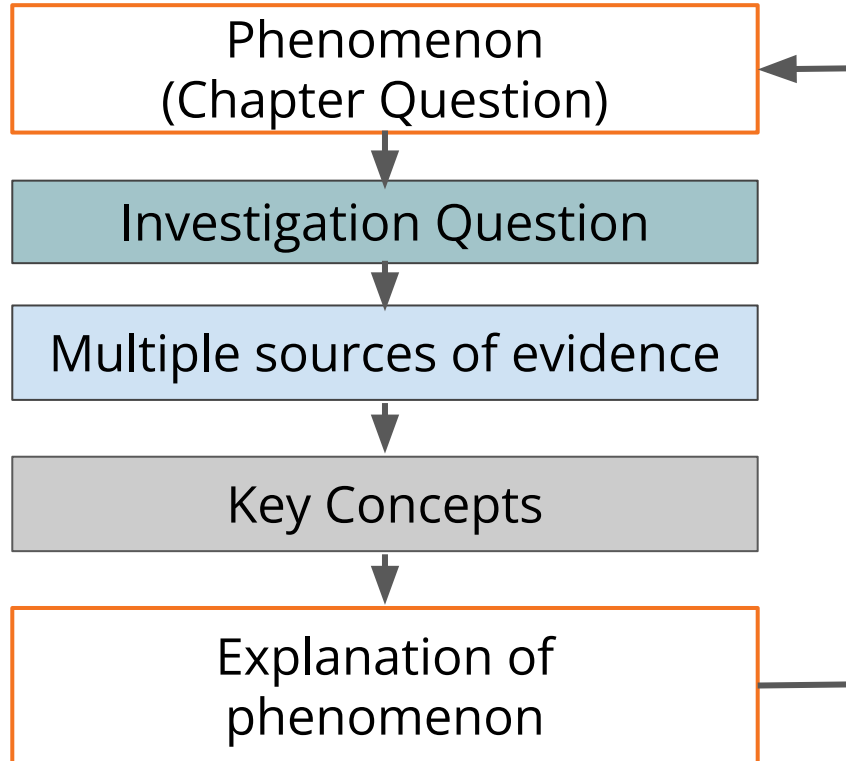 Phenomenon
(Chapter Question)
Investigation Question
Multiple sources of evidence
Key Concepts
Explanation of
phenomenon